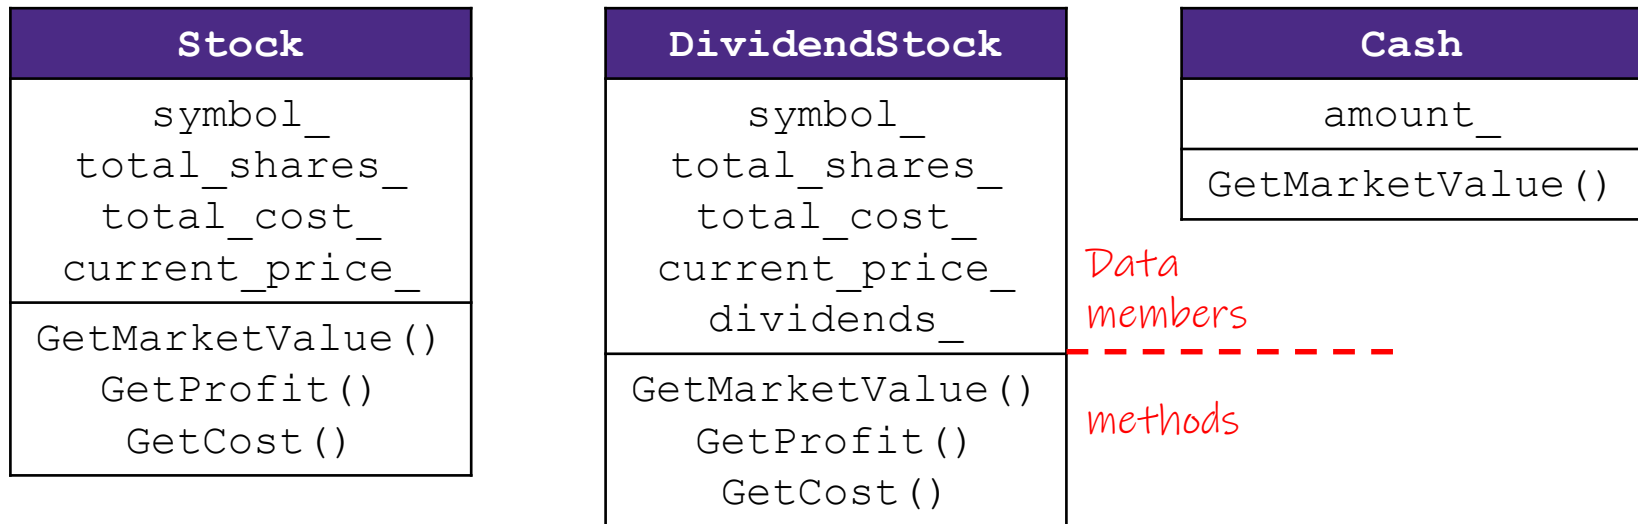 Stock
symbol_
total_shares_
total_cost_
current_price_
GetMarketValue()
GetProfit()
GetCost()
DividendStock
symbol_
total_shares_
total_cost_
current_price_
dividends_
GetMarketValue()
GetProfit()
GetCost()
Cash
amount_
GetMarketValue()
Data
members
methods